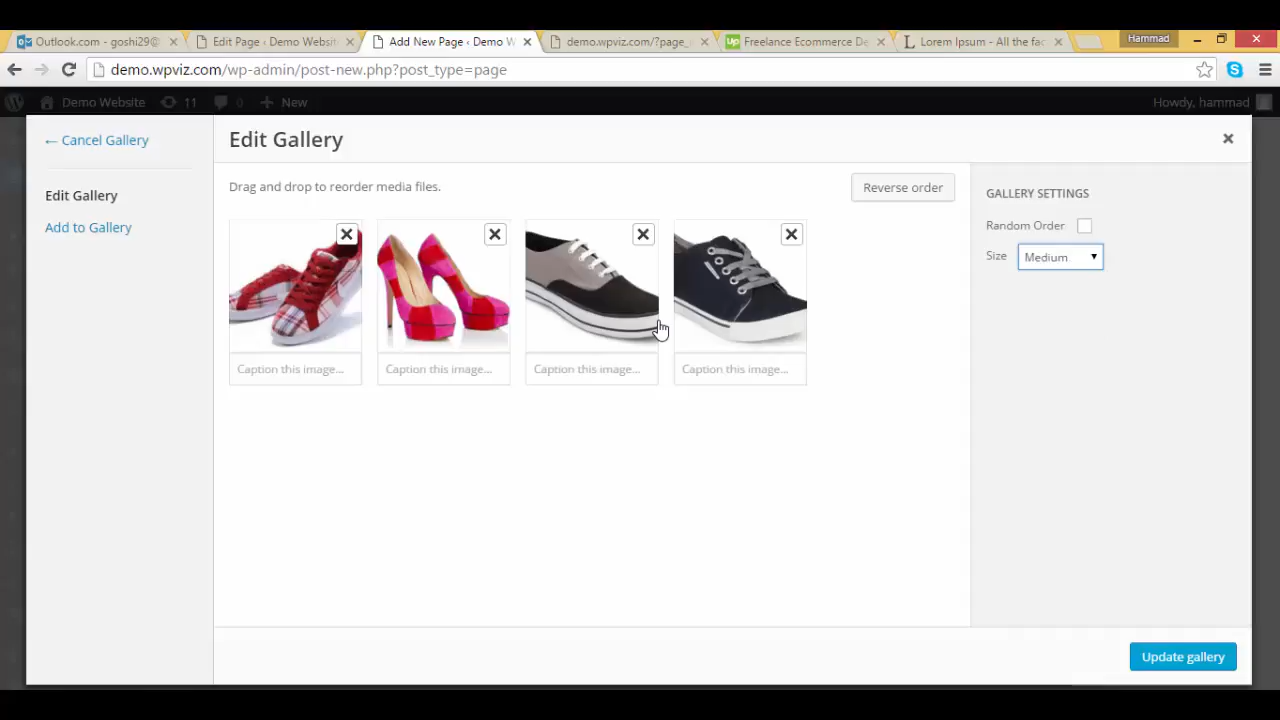 Outlook.com - goshi29@
Edit Page ‹ Demo Websit
Add New Page ‹ Demo W
demo.wpviz.com/?page_
Up
Freelance Ecommerce De
L
Lorem Ipsum - All the fac
Hammad
demo.wpviz.com/wp-admin/post-new.php?post_type=page
Demo Website
11
0
New
Howdy, hammad
← Cancel Gallery
Edit Gallery
Add to Gallery
Edit Gallery
Drag and drop to reorder media files.
Reverse order
Caption this image...
Caption this image...
Caption this image...
Caption this image...
GALLERY SETTINGS
Random Order
Size
Medium
Update gallery